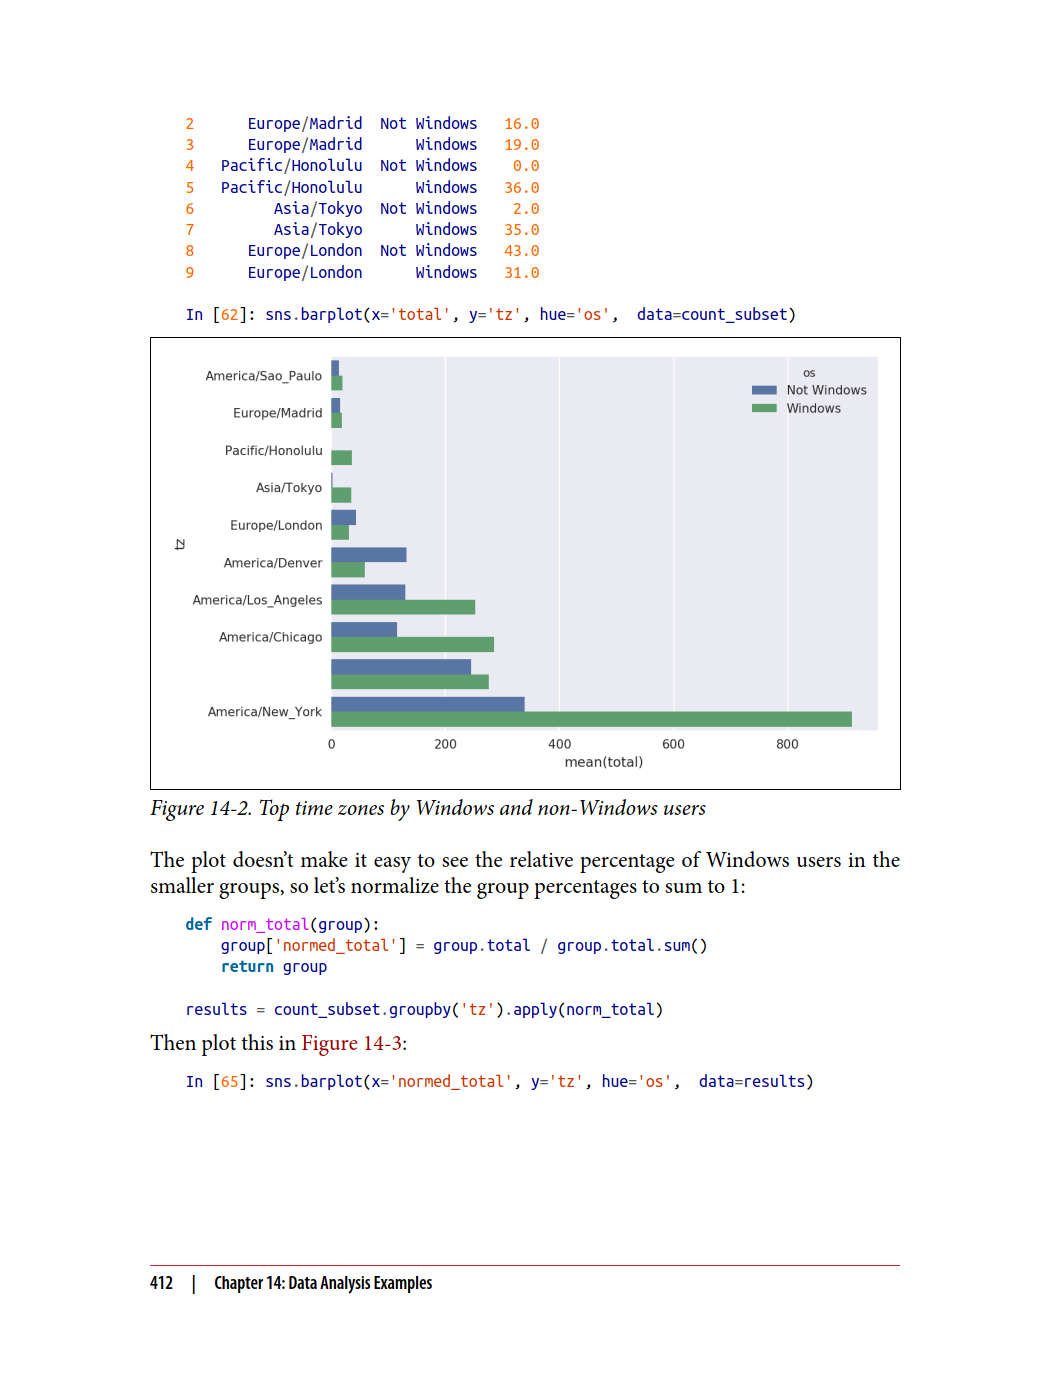 2      Europe/Madrid  Not Windows   16.0
3      Europe/Madrid      Windows   19.0
4   Pacific/Honolulu  Not Windows    0.0
5   Pacific/Honolulu      Windows   36.0
6         Asia/Tokyo  Not Windows    2.0
7         Asia/Tokyo      Windows   35.0
8      Europe/London  Not Windows   43.0
9      Europe/London      Windows   31.0
In [62]: sns.barplot(x='total', y='tz', hue='os',  data=count_subset)
os
Not Windows
Windows
America/Sao_Paulo
Europe/Madrid
Pacific/Honolulu
Asia/Tokyo
Europe/London
America/Denver
America/Los_Angeles
America/Chicago
America/New_York
tz
0 200 400 600 800
mean(total)
Figure 14-2. Top time zones by Windows and non-Windows users
The plot doesn’t make it easy to see the relative percentage of Windows users in the
smaller groups, so let’s normalize the group percentages to sum to 1:
def norm_total(group):
    group['normed_total'] = group.total / group.total.sum()
    return group
results = count_subset.groupby('tz').apply(norm_total)
Then plot this in Figure 14-3:
In [65]: sns.barplot(x='normed_total', y='tz', hue='os',  data=results)
412 | Chapter 14: Data Analysis Examples